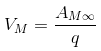 $V_M = \frac{A_{M\infty}}{q}$